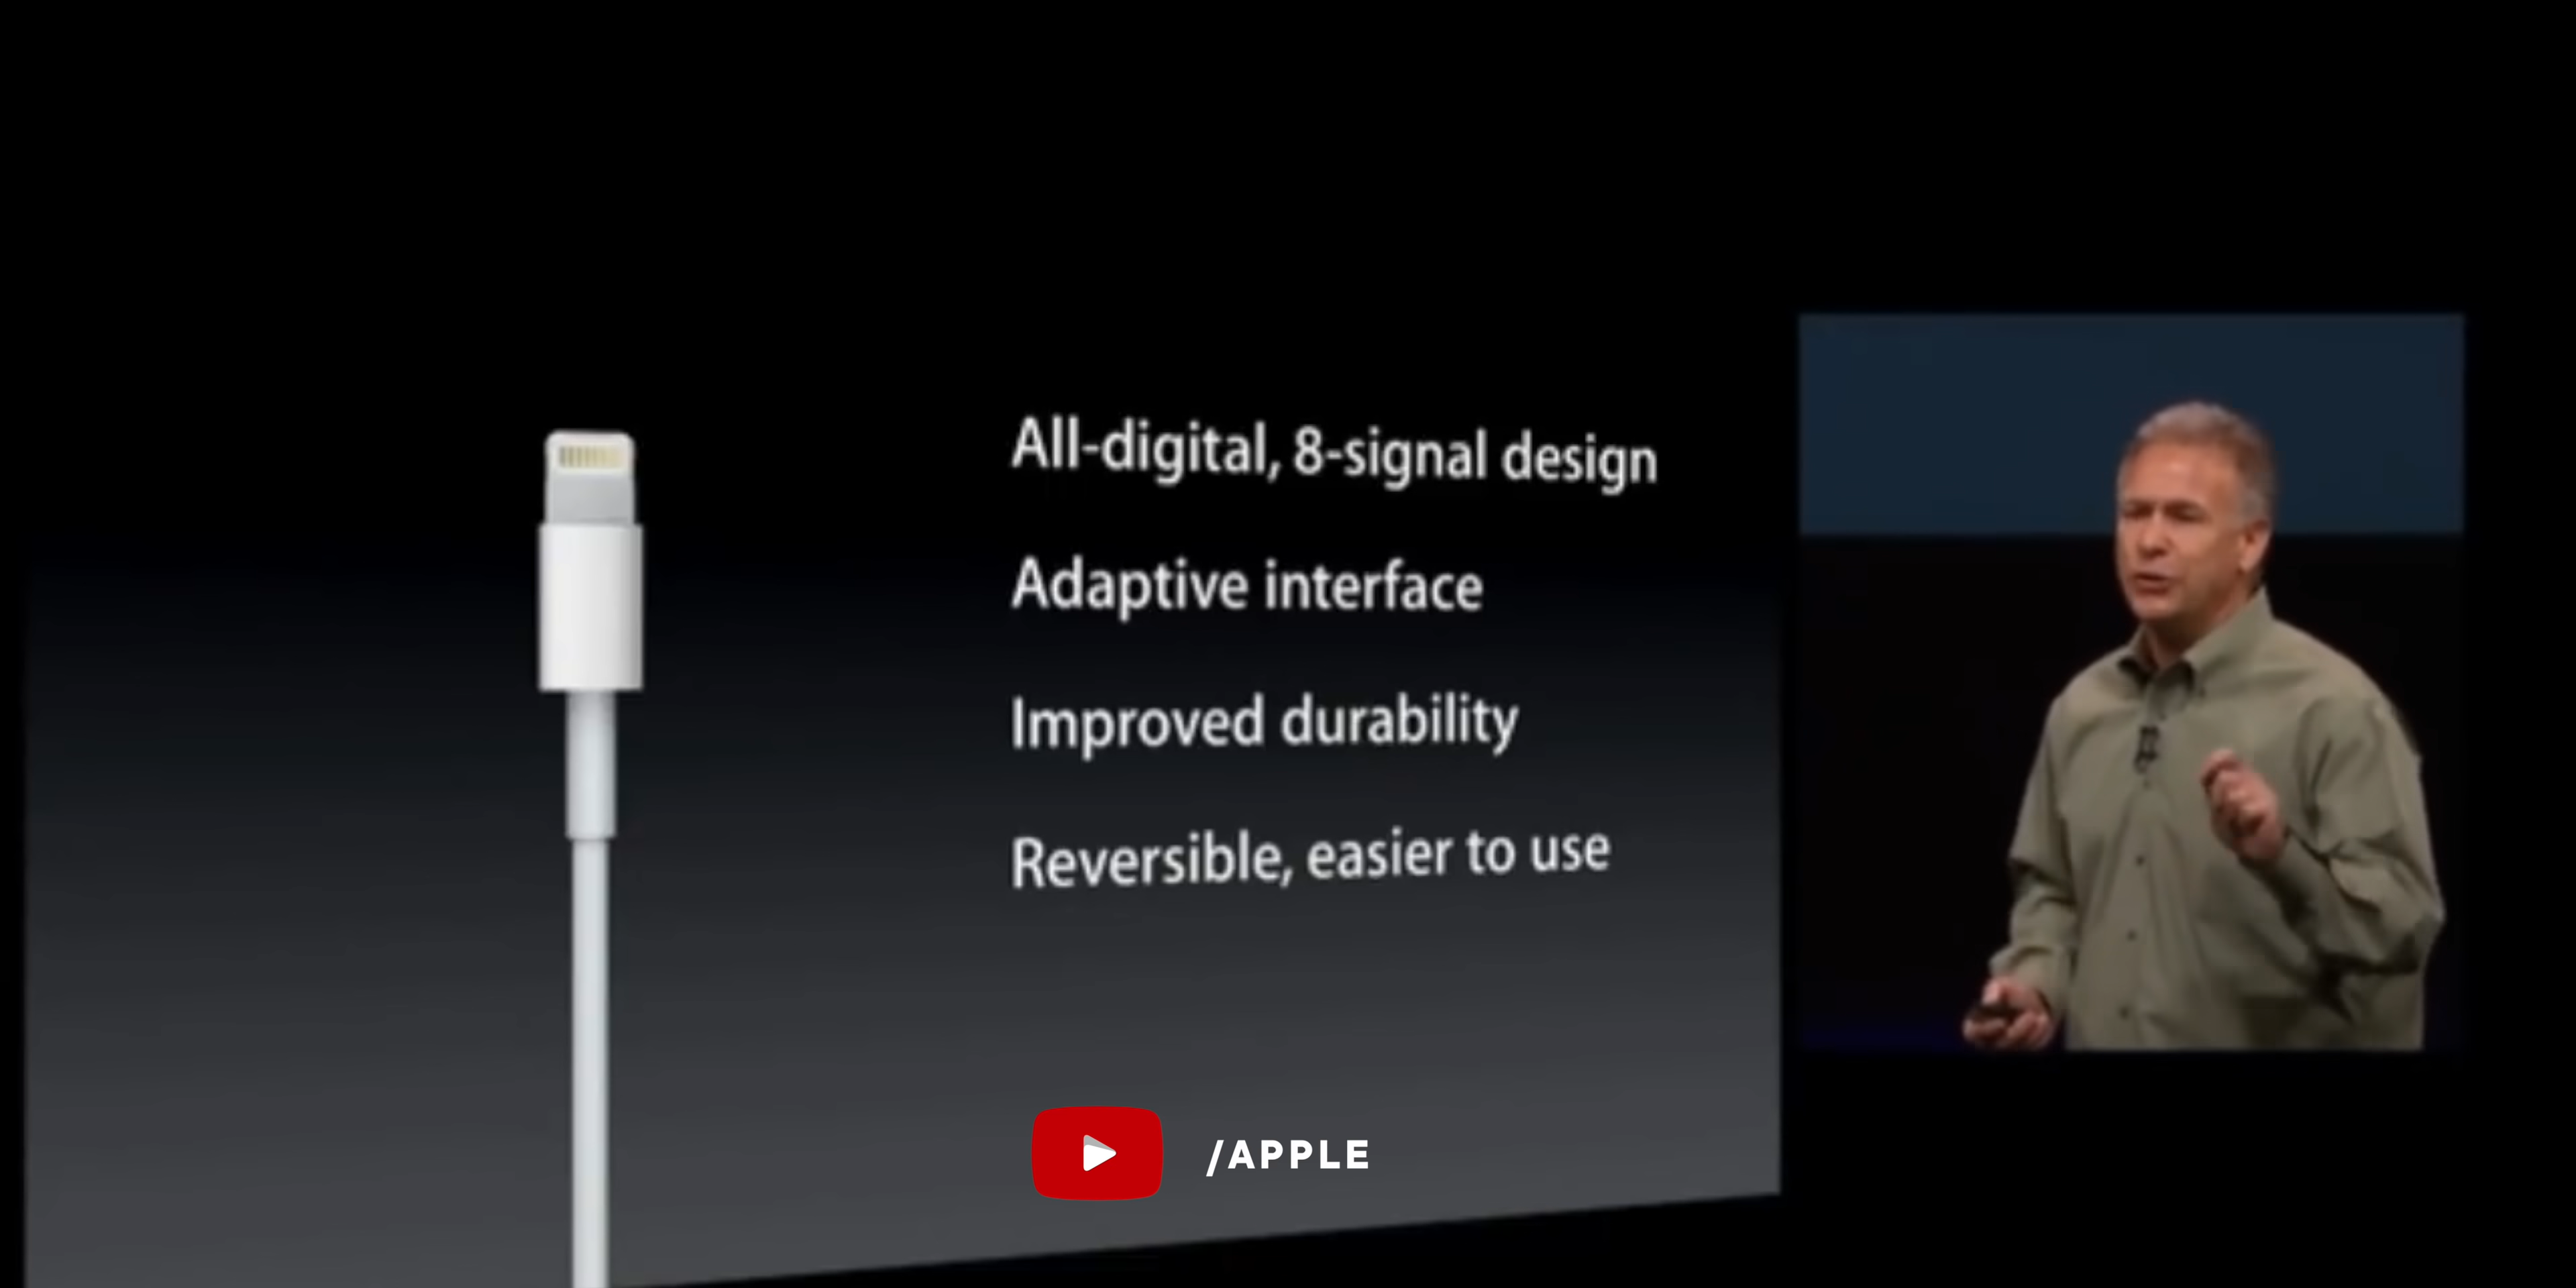 All-digital, 8-signal design
Adaptive interface
Improved durability
Reversible, easier to use
/APPLE